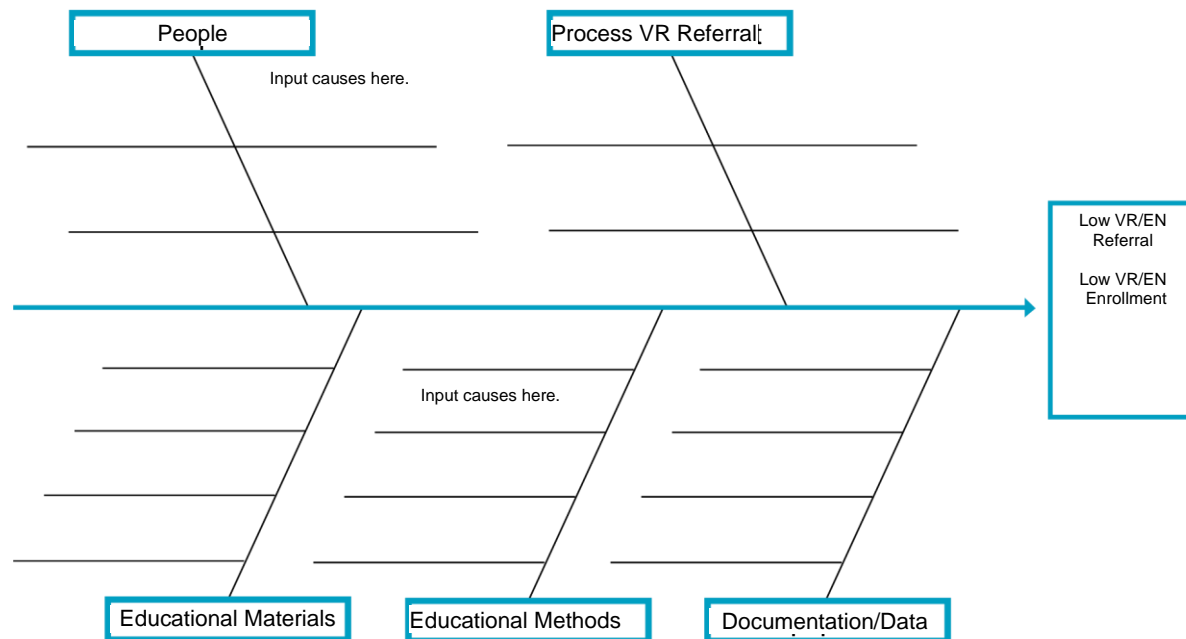 People
Process VR Referral
Input causes here.
Low VR/EN
Referral
Low VR/EN
Enrollment
Input causes here.
Educational Materials
Educational Methods
Documentation/Data